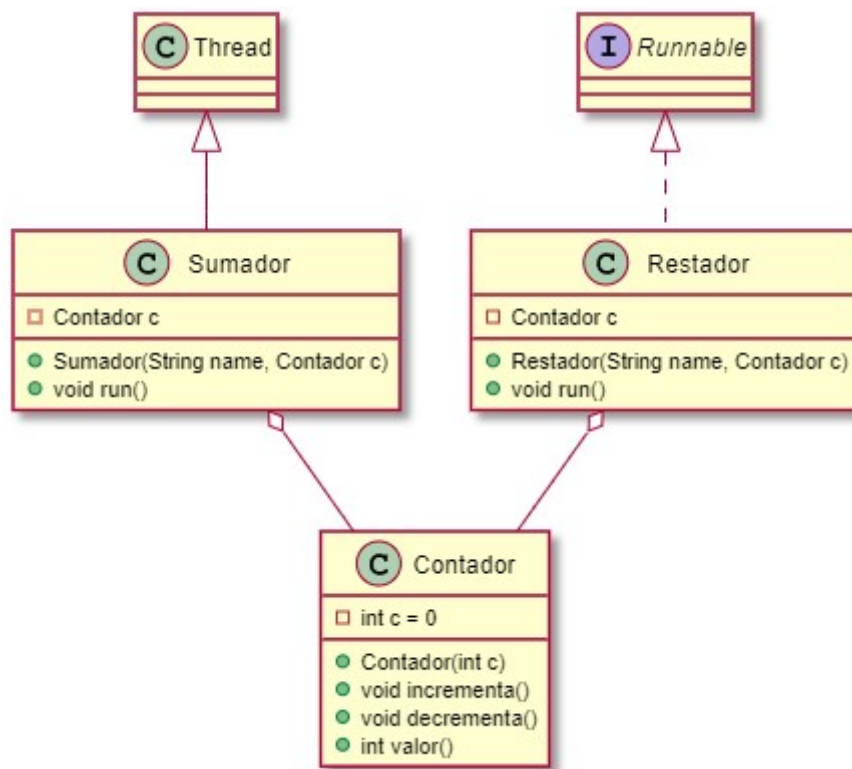 C Thread
I Runnable
C Sumador
Contador c
Sumador(String name, Contador c)
void run()
C Restador
Contador c
Restador(String name, Contador c)
void run()
C Contador
int c = 0
Contador(int c)
void incrementa()
void decrementa()
int valor()